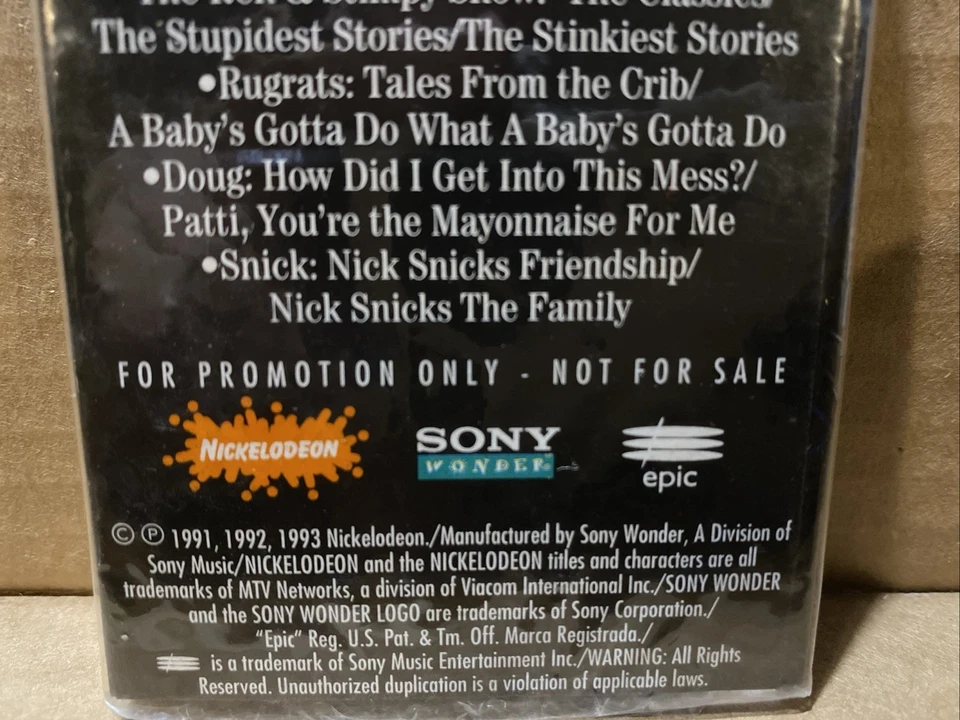 The Ren & Stimpy Show: The Classics/
The Stupidest Stories/The Stinkiest Stories
•Rugrats: Tales From the Crib/
A Baby's Gotta Do What A Baby's Gotta Do
•Doug: How Did I Get Into This Mess?/
Patti, You're the Mayonnaise For Me
•Snick: Nick Snicks Friendship/
Nick Snicks The Family
FOR PROMOTION ONLY - NOT FOR SALE
NICKELODEON
SONY
WONDER
epic
© ℗ 1991, 1992, 1993 Nickelodeon./Manufactured by Sony Wonder, A Division of
Sony Music/NICKELODEON and the NICKELODEON titles and characters are all
trademarks of MTV Networks, a division of Viacom International Inc./SONY WONDER
and the SONY WONDER LOGO are trademarks of Sony Corporation./
"Epic" Reg. U.S. Pat. & Tm. Off. Marca Registrada./
is a trademark of Sony Music Entertainment Inc./WARNING: All Rights
Reserved. Unauthorized duplication is a violation of applicable laws.